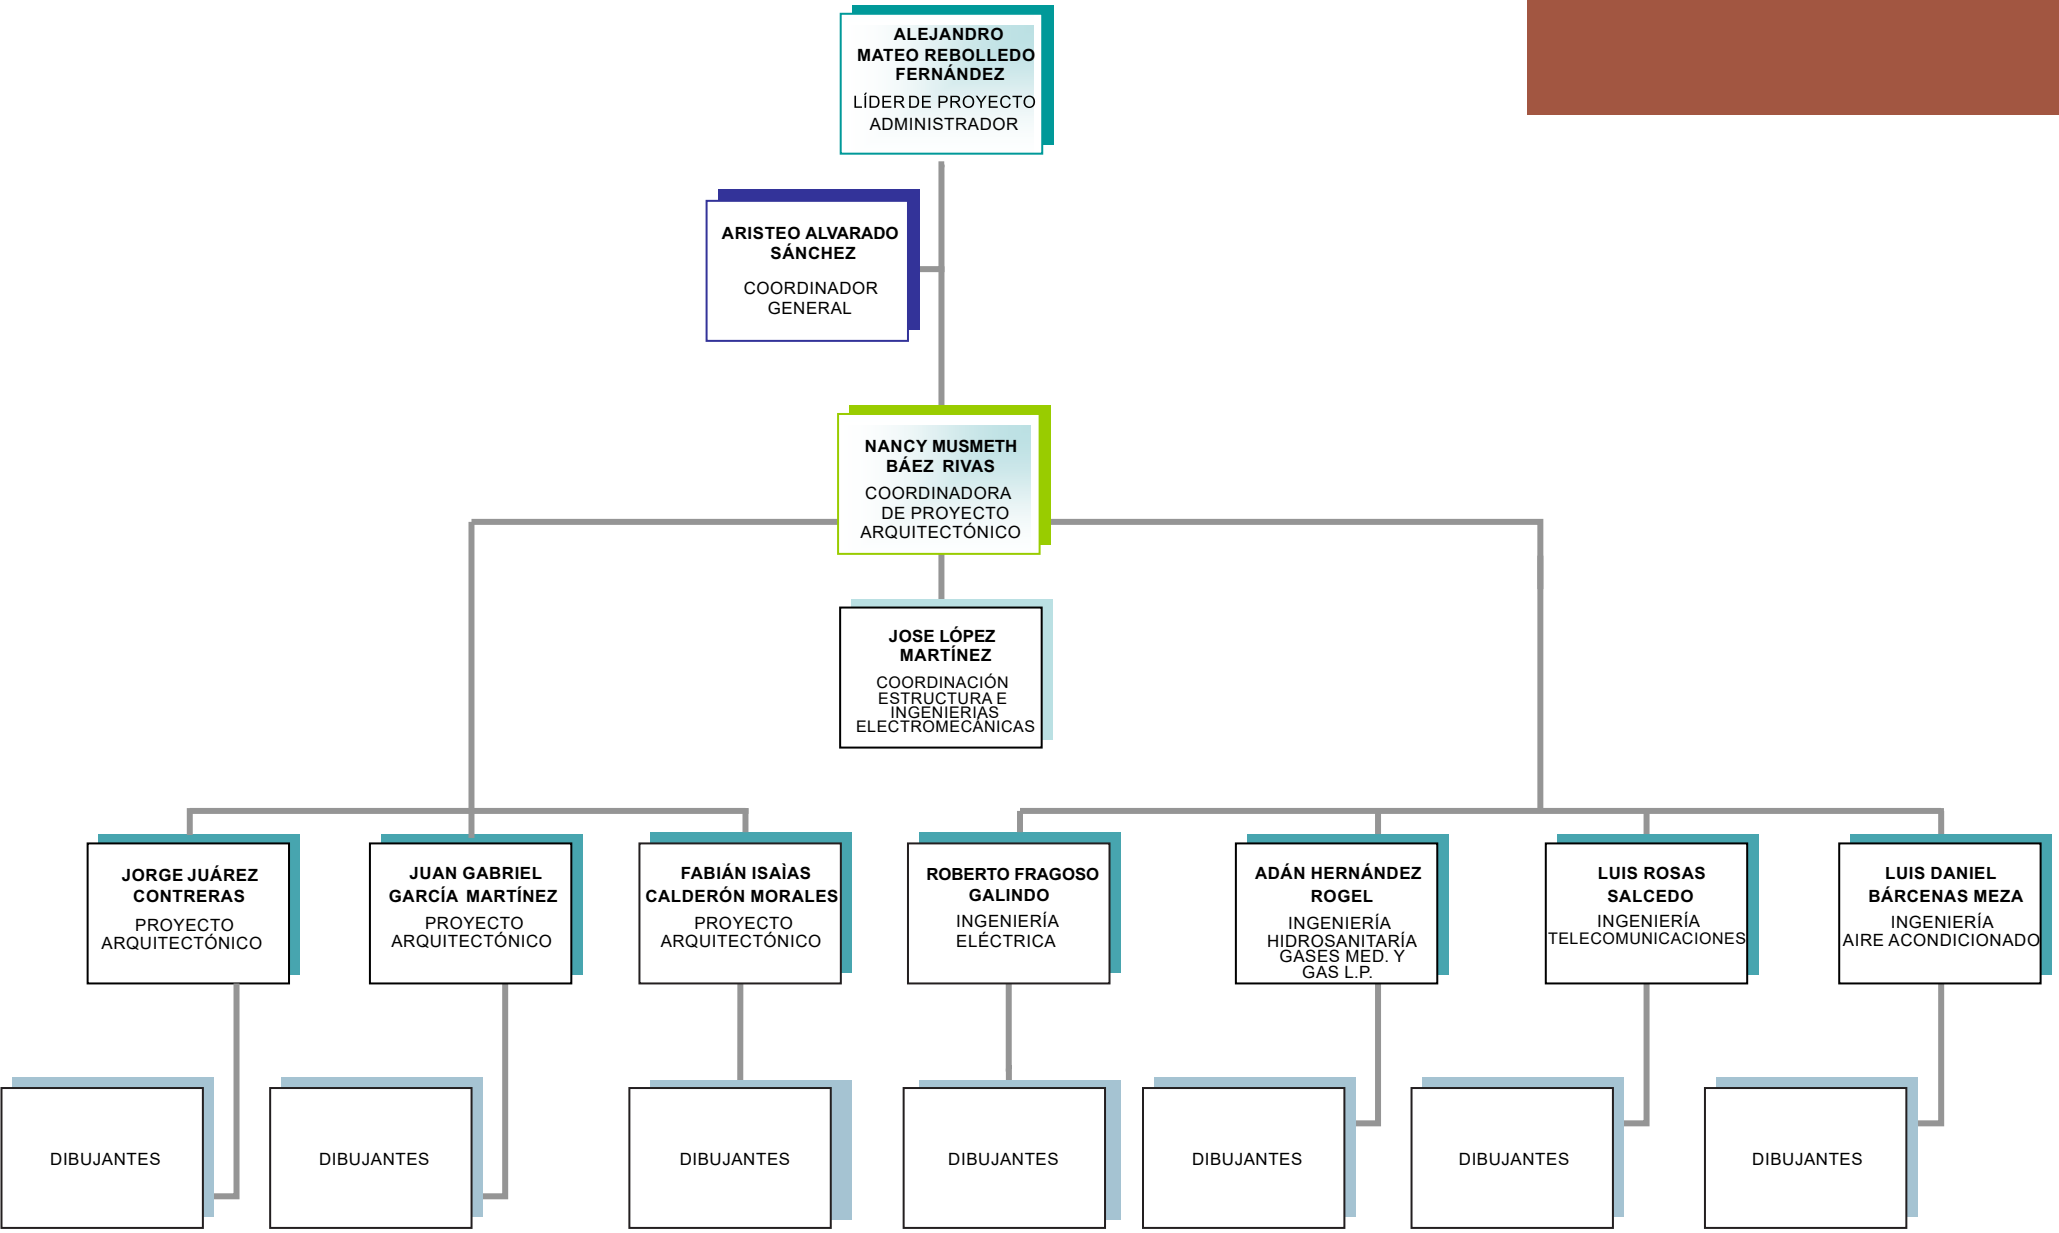 ALEJANDRO
MATEO REBOLLEDO
FERNÁNDEZ
LÍDER DE PROYECTO
ADMINISTRADOR
ARISTEO ALVARADO
SÁNCHEZ
COORDINADOR
GENERAL
NANCY MUSMETH
BÁEZ RIVAS
COORDINADORA
DE PROYECTO
ARQUITECTÓNICO
JOSE LÓPEZ
MARTÍNEZ
COORDINACIÓN
ESTRUCTURA E
INGENIERIAS
ELECTROMECÁNICAS
JORGE JUÁREZ
CONTRERAS
PROYECTO
ARQUITECTÓNICO
JUAN GABRIEL
GARCÍA MARTÍNEZ
PROYECTO
ARQUITECTÓNICO
FABIÁN ISAÌAS
CALDERÓN MORALES
PROYECTO
ARQUITECTÓNICO
ROBERTO FRAGOSO
GALINDO
INGENIERÍA
ELÉCTRICA
ADÁN HERNÁNDEZ
ROGEL
INGENIERÍA
HIDROSANITARÍA
GASES MED. Y
GAS L.P.
LUIS ROSAS
SALCEDO
INGENIERÍA
TELECOMUNICACIONES
LUIS DANIEL
BÁRCENAS MEZA
INGENIERÍA
AIRE ACONDICIONADO
DIBUJANTES
DIBUJANTES
DIBUJANTES
DIBUJANTES
DIBUJANTES
DIBUJANTES
DIBUJANTES